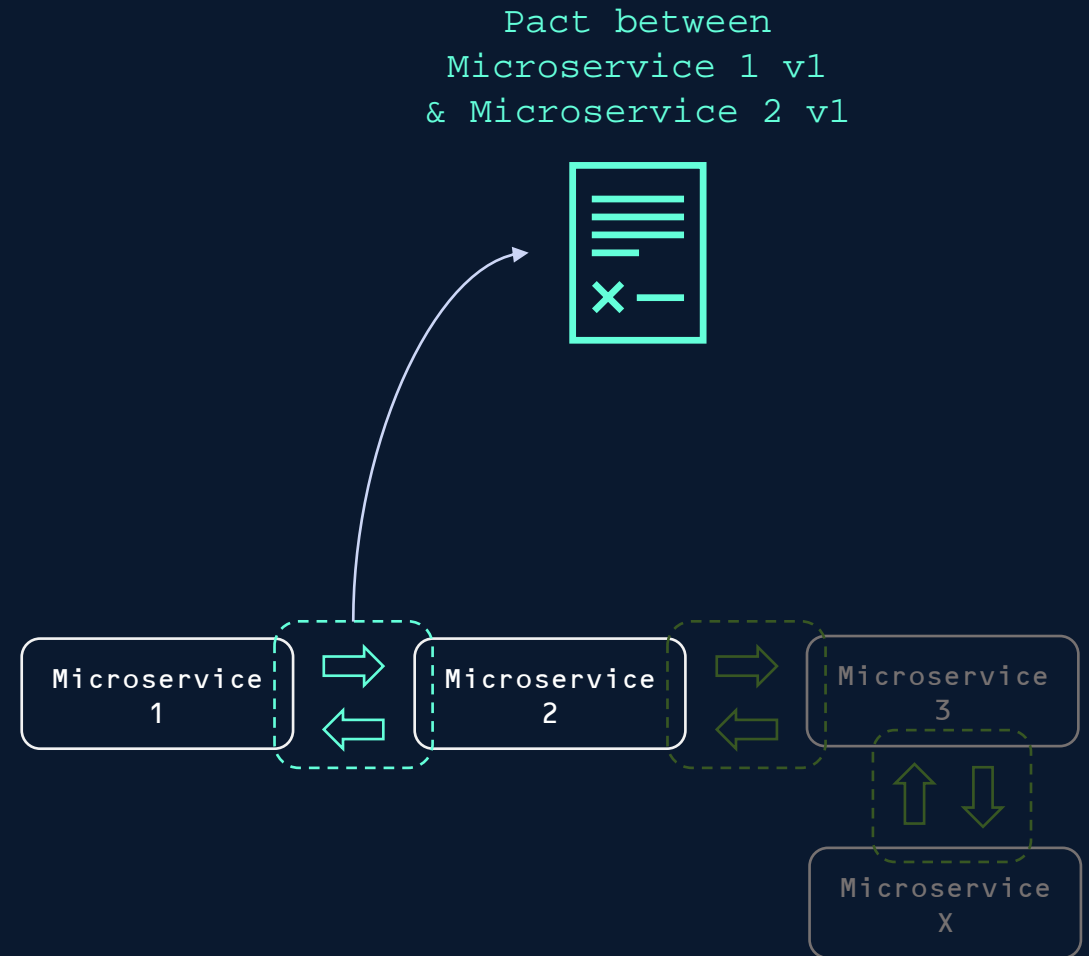 Pact between
Microservice 1 v1
& Microservice 2 v1
Microservice
1
Microservice
2
Microservice
3
Microservice
X